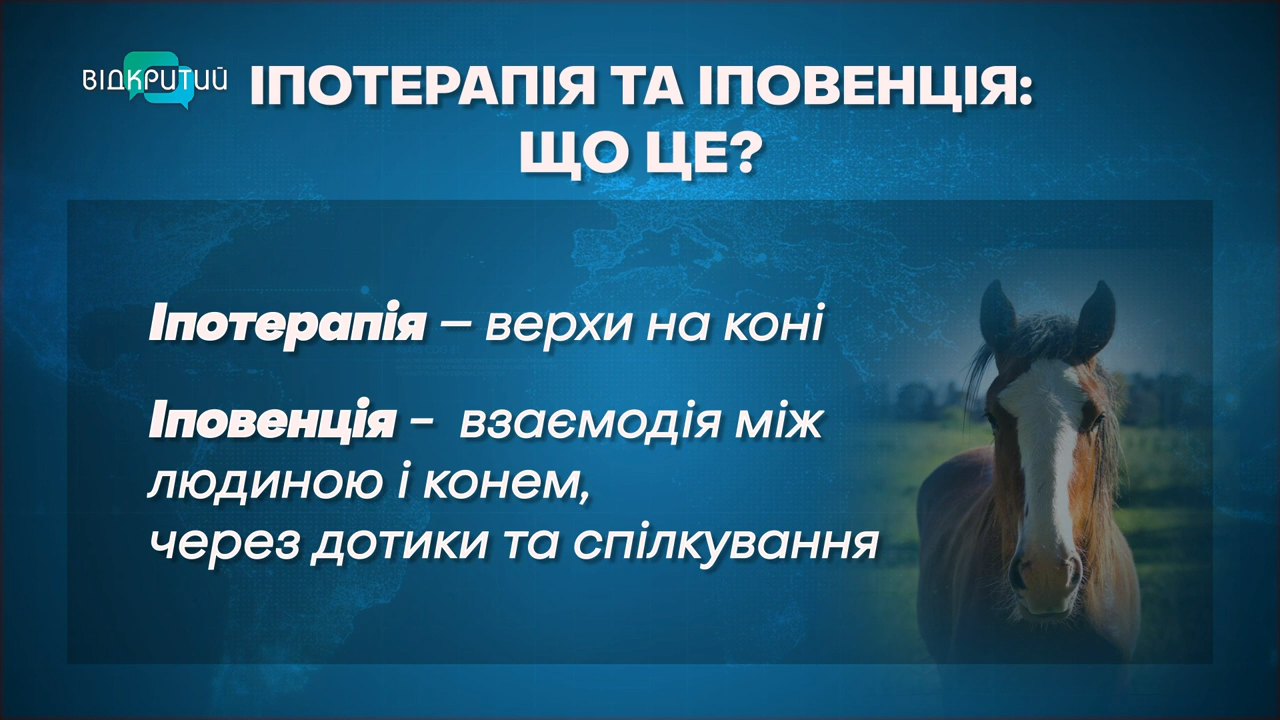 ВІДКРИТИЙ
ІПОТЕРАПІЯ ТА ІПОВЕНЦІЯ:
ЩО ЦЕ?
Іпотерапія – верхи на коні
Іповенція – взаємодія між
людиною і конем,
через дотики та спілкування